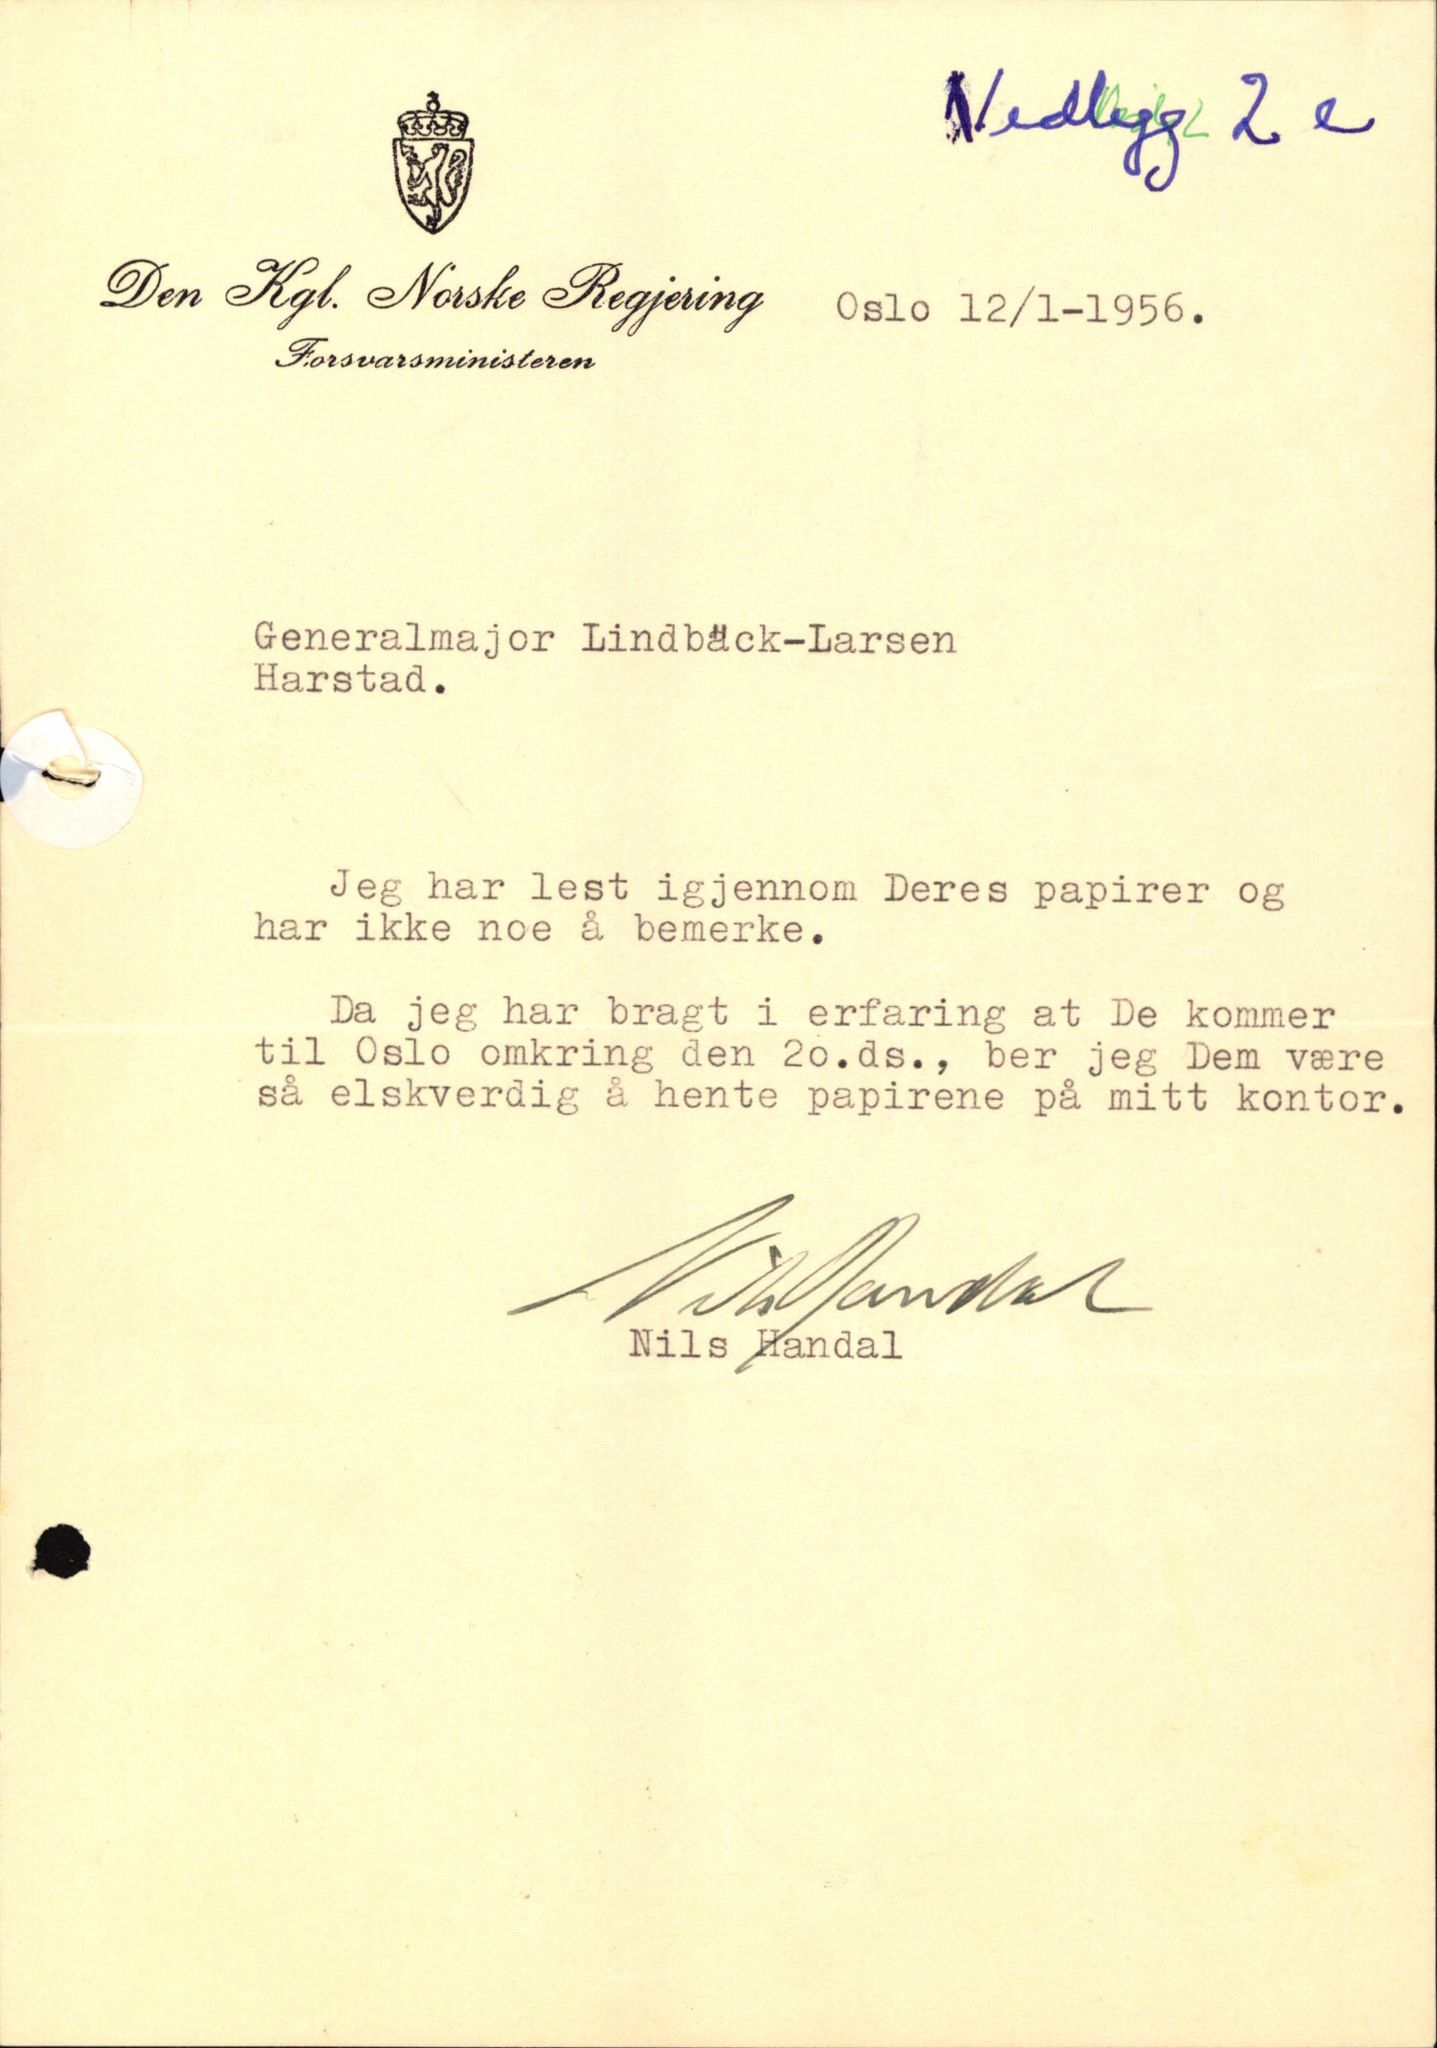 Vedlegg 2 e
Den Kgl. Norske Regjering
Forsvarsministeren
Oslo 12/1-1956.
Generalmajor Lindbäck-Larsen
Harstad.
Jeg har lest igjennom Deres papirer og
har ikke noe å bemerke.
Da jeg har bragt i erfaring at De kommer
til Oslo omkring den 2o.ds., ber jeg Dem være
så elskverdig å hente papirene på mitt kontor.
Nils Handal
Nils Handal